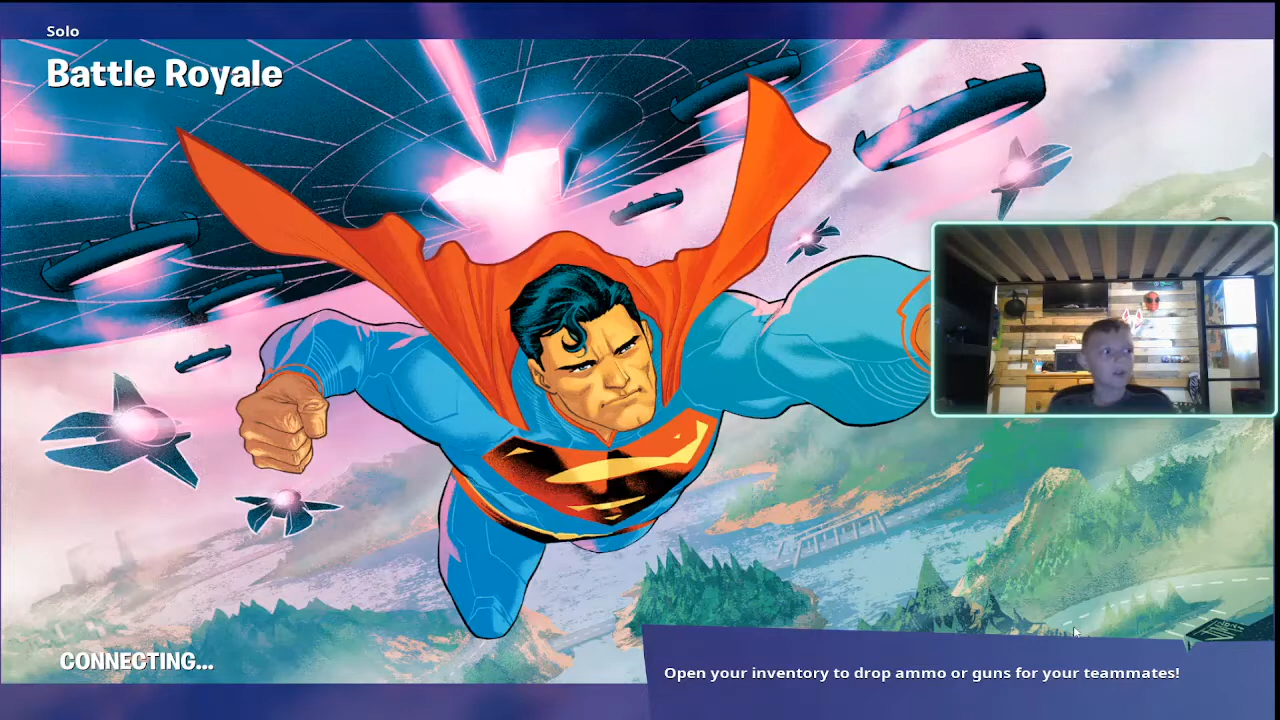 Solo
Battle Royale
CONNECTING...
Open your inventory to drop ammo or guns for your teammates!